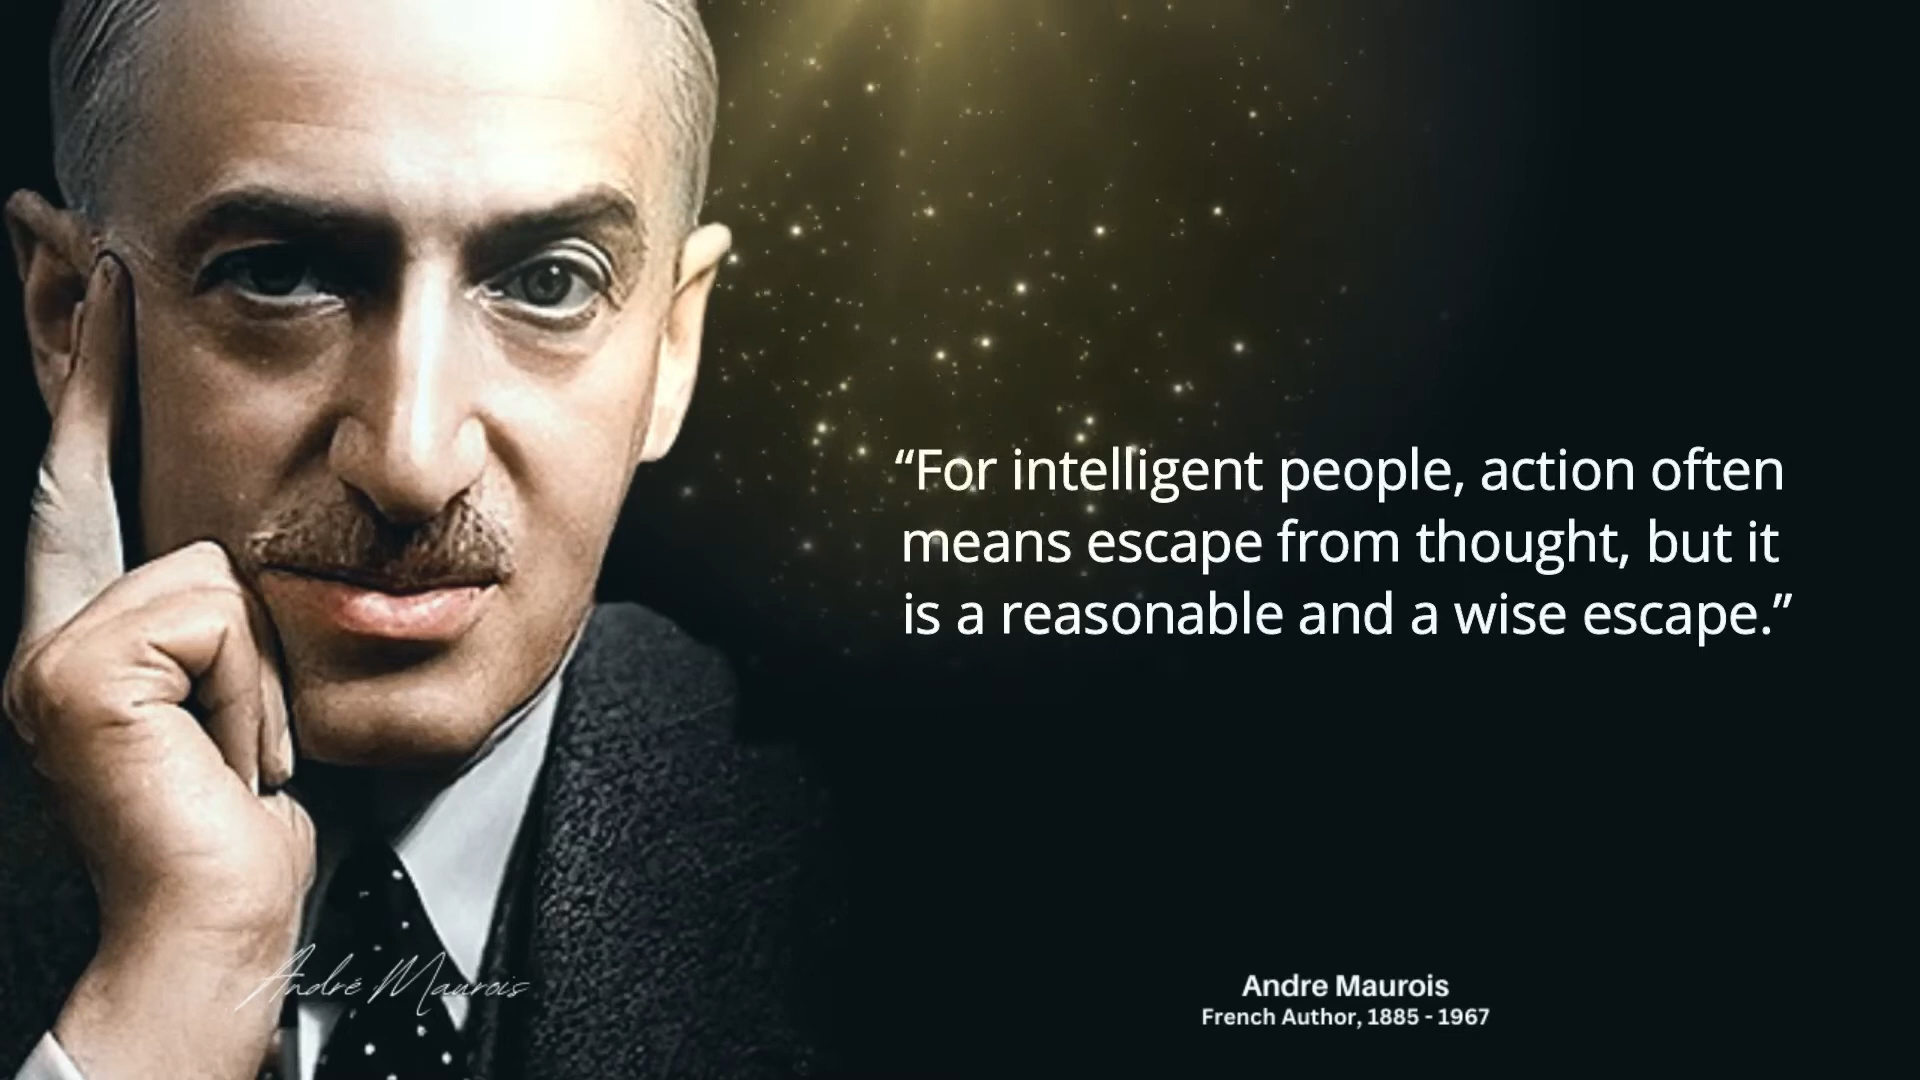 “For intelligent people, action often
means escape from thought, but it
is a reasonable and a wise escape.”
André Maurois
Andre Maurois
French Author, 1885 - 1967